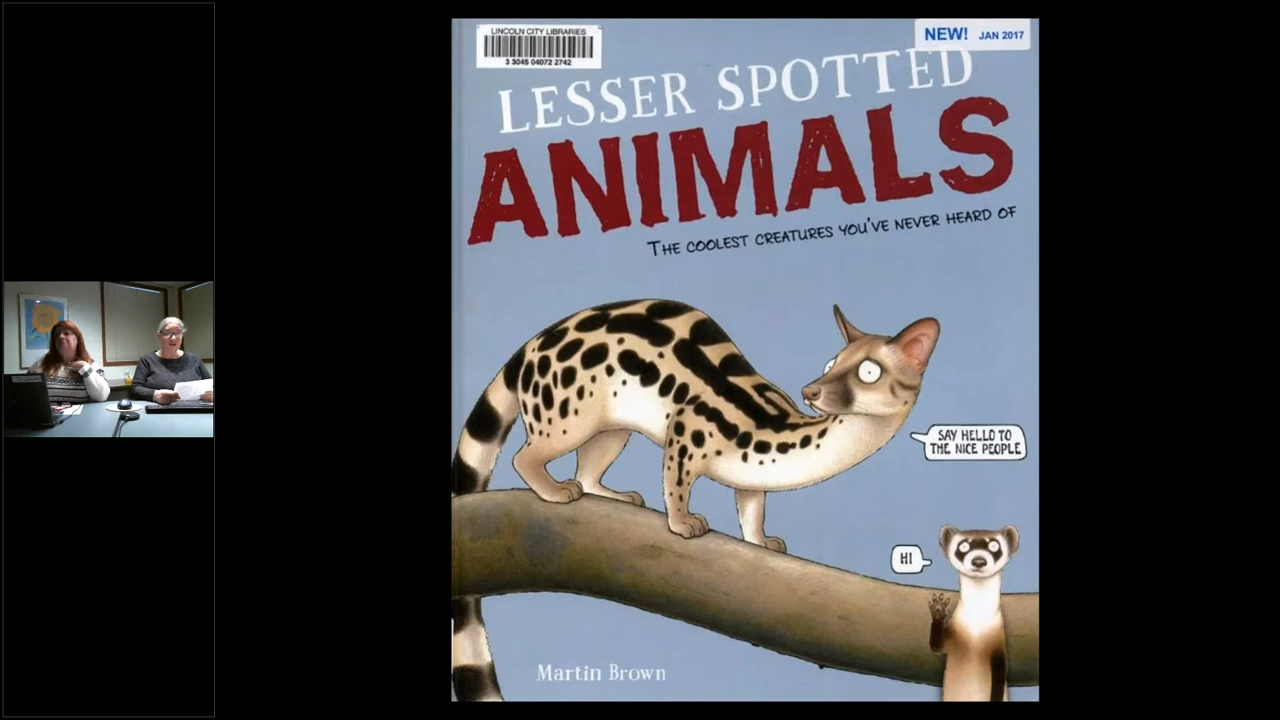 LINCOLN CITY LIBRARIES
3 3045 04072 2742
NEW! JAN 2017
LESSER SPOTTED
ANIMALS
THE COOLEST CREATURES YOU'VE NEVER HEARD OF
SAY HELLO TO
THE NICE PEOPLE
HI
Martin Brown